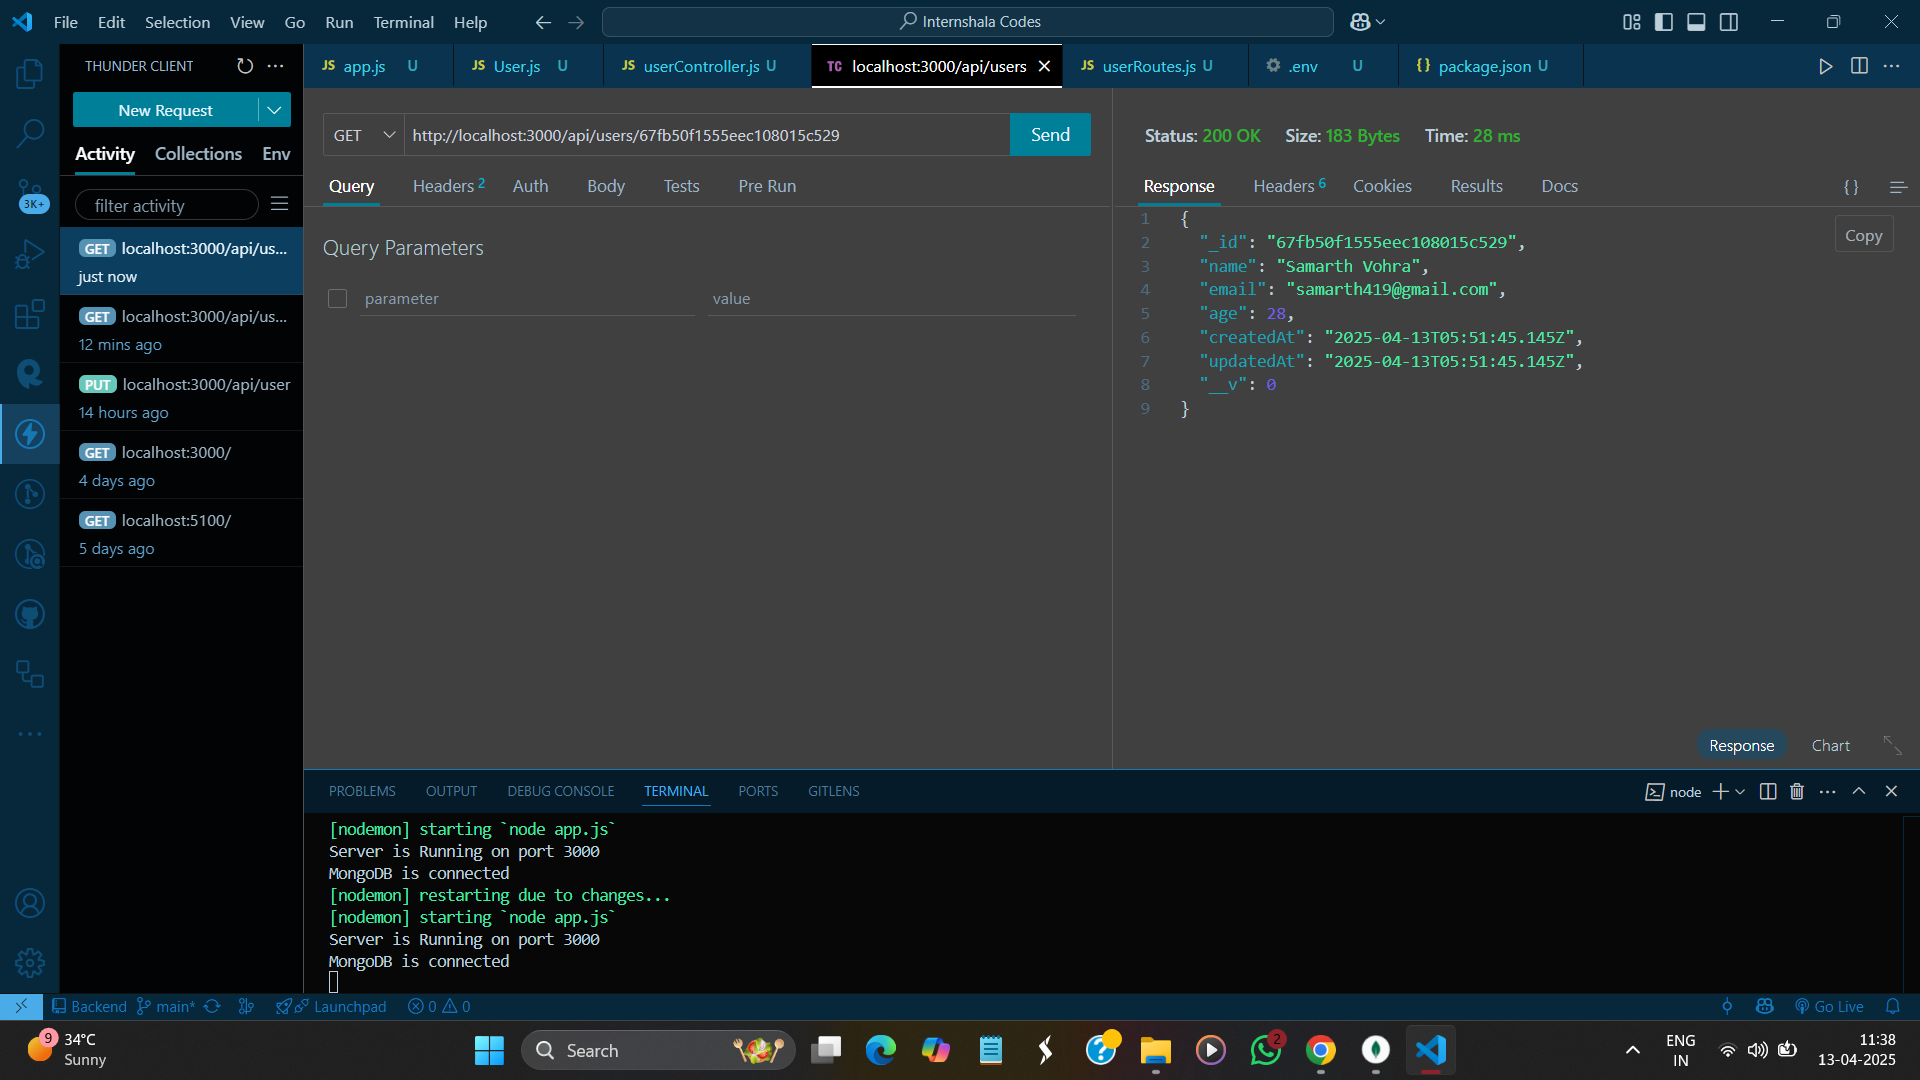 File Edit Selection View Go Run Terminal Help
Internshala Codes
THUNDER CLIENT
New Request
Activity Collections Env
filter activity
GET localhost:3000/api/us...
just now
GET localhost:3000/api/us...
12 mins ago
PUT localhost:3000/api/user
14 hours ago
GET localhost:3000/
4 days ago
GET localhost:5100/
5 days ago
3K+
JS app.js U
JS User.js U
JS userController.js U
TC localhost:3000/api/users
JS userRoutes.js U
.env U
{} package.json U
GET http://localhost:3000/api/users/67fb50f1555eec108015c529 Send
Query Headers 2 Auth Body Tests Pre Run
Query Parameters
parameter value
Status: 200 OK Size: 183 Bytes Time: 28 ms
Response Headers 6 Cookies Results Docs { }
Copy
1 {
2 "_id": "67fb50f1555eec108015c529",
3 "name": "Samarth Vohra",
4 "email": "samarth419@gmail.com",
5 "age": 28,
6 "createdAt": "2025-04-13T05:51:45.145Z",
7 "updatedAt": "2025-04-13T05:51:45.145Z",
8 "__v": 0
9 }
Response Chart
PROBLEMS OUTPUT DEBUG CONSOLE TERMINAL PORTS GITLENS
node
[nodemon] starting `node app.js`
Server is Running on port 3000
MongoDB is connected
[nodemon] restarting due to changes...
[nodemon] starting `node app.js`
Server is Running on port 3000
MongoDB is connected
Backend main* Launchpad 0 0 Go Live
9 34°C
Sunny
Search
2
ENG
IN
11:38
13-04-2025